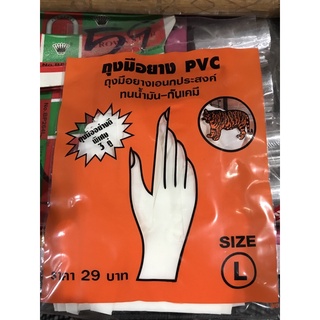 ถุงมือยาง PVC
ถุงมือยางเอนกประสงค์
ทนน้ำมัน-กันเคมี
3 คู่
SIZE
L
ราคา 29 บาท